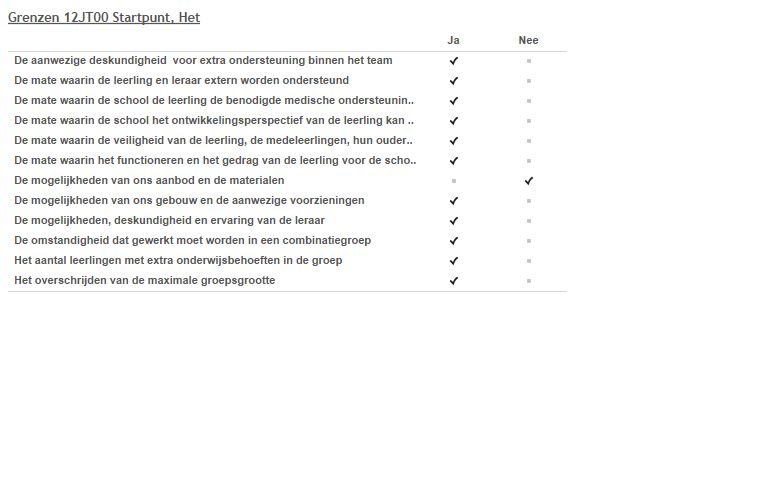 Grenzen 12JT00 Startpunt, Het
Ja Nee
De aanwezige deskundigheid voor extra ondersteuning binnen het team
De mate waarin de leerling en leraar extern worden ondersteund
De mate waarin de school de leerling de benodigde medische ondersteunin..
De mate waarin de school het ontwikkelingsperspectief van de leerling kan ..
De mate waarin de veiligheid van de leerling, de medeleerlingen, hun ouder..
De mate waarin het functioneren en het gedrag van de leerling voor de scho..
De mogelijkheden van ons aanbod en de materialen
De mogelijkheden van ons gebouw en de aanwezige voorzieningen
De mogelijkheden, deskundigheid en ervaring van de leraar
De omstandigheid dat gewerkt moet worden in een combinatiegroep
Het aantal leerlingen met extra onderwijsbehoeften in de groep
Het overschrijden van de maximale groepsgrootte